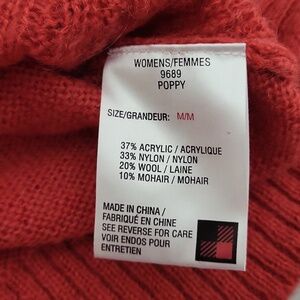 WOMENS/FEMMES
9689
POPPY
SIZE/GRANDEUR: M/M
37% ACRYLIC / ACRYLIQUE
33% NYLON / NYLON
20% WOOL / LAINE
10% MOHAIR / MOHAIR
MADE IN CHINA /
FABRIQUÉ EN CHINE
SEE REVERSE FOR CARE
VOIR ENDOS POUR
ENTRETIEN